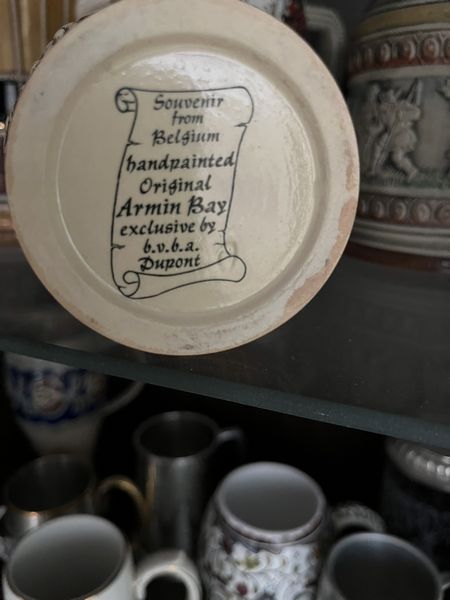 Souvenir
from
Belgium
handpainted
Original
Armin Bay
exclusive by
b.v.b.a.
Dupont